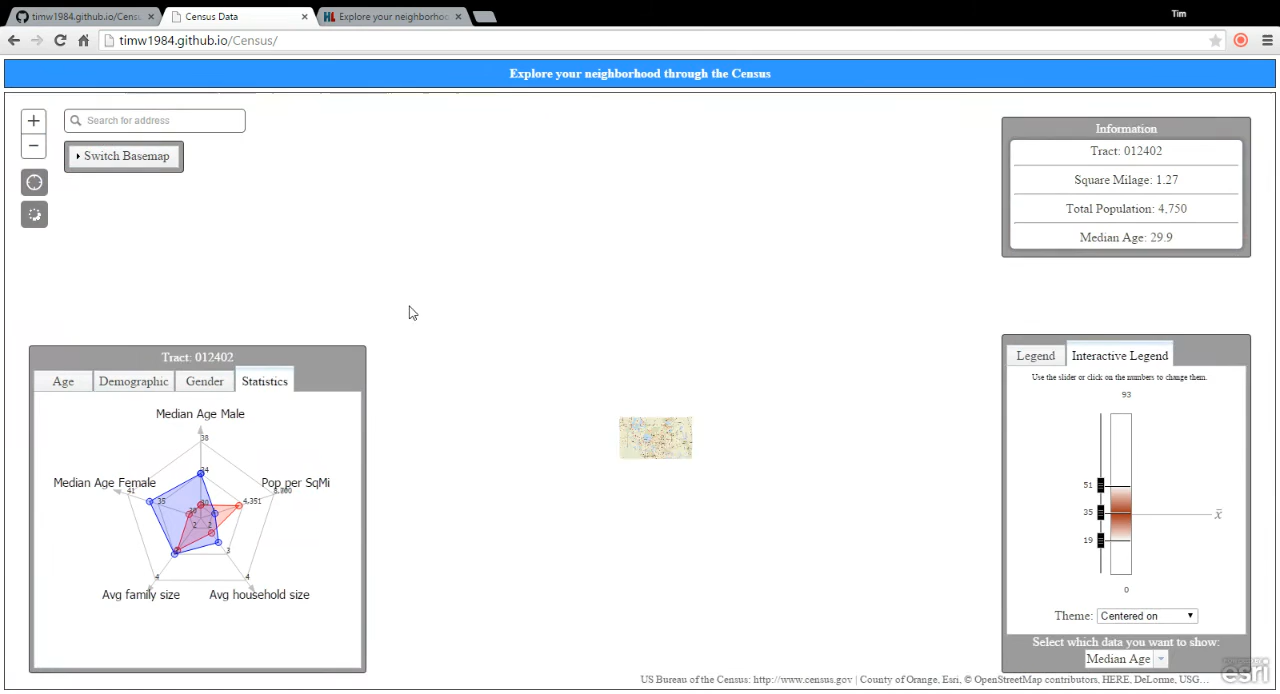 timw1984.github.io/Censu
Census Data
Explore your neighborhoo
Tim
timw1984.github.io/Census/
Explore your neighborhood through the Census
+
Search for address
−
Switch Basemap
Information
Tract: 012402
Square Milage: 1.27
Total Population: 4,750
Median Age: 29.9
Tract: 012402
Age Demographic Gender Statistics
Median Age Male
38
34
Median Age Female
41
35
Pop per SqMi
4,351
30
2
2
3
4
4
Avg family size
Avg household size
Legend Interactive Legend
Use the slider or click on the numbers to change them.
93
51
35
x̄
19
0
Theme: Centered on
Select which data you want to show:
Median Age
US Bureau of the Census: http://www.census.gov | County of Orange, Esri, © OpenStreetMap contributors, HERE, DeLorme, USG...
esri